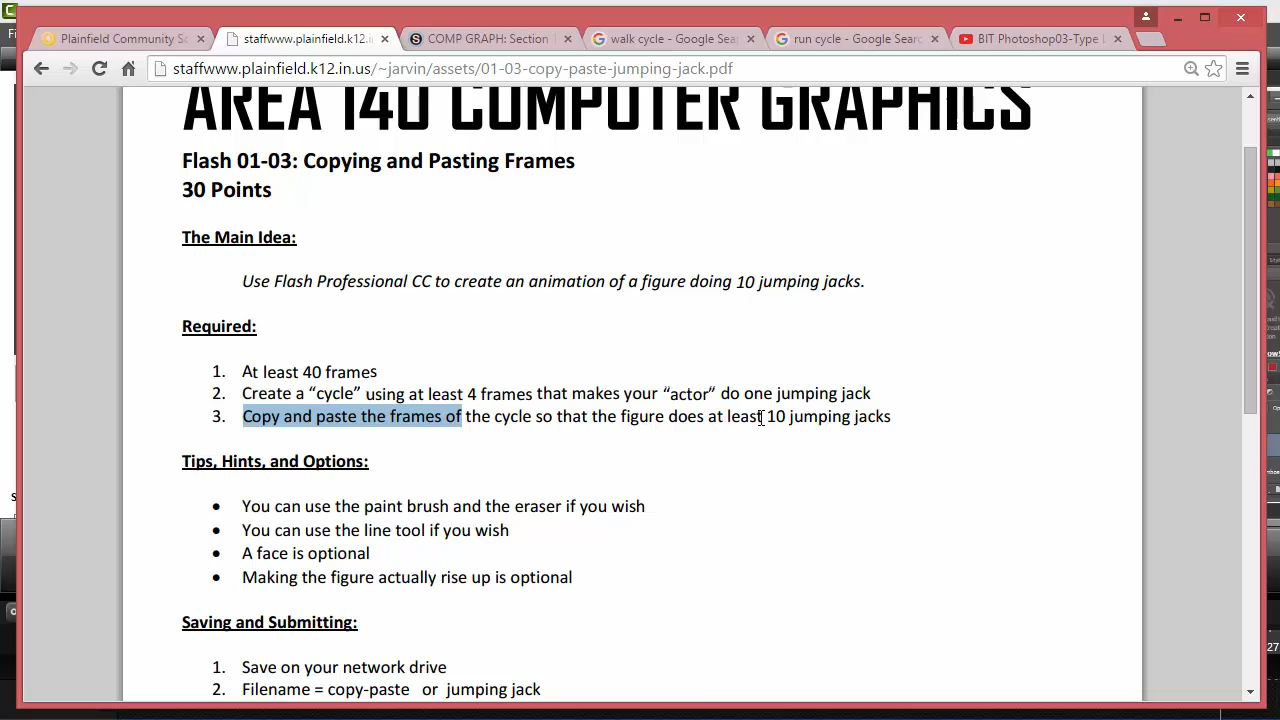 Plainfield Community Sc
staffwww.plainfield.k12.i
COMP GRAPH: Section
walk cycle - Google Sea
run cycle - Google Searc
BIT Photoshop03-Type
staffwww.plainfield.k12.in.us/~jarvin/assets/01-03-copy-paste-jumping-jack.pdf
AREA 140 COMPUTER GRAPHICS
Flash 01-03: Copying and Pasting Frames
30 Points
The Main Idea:
Use Flash Professional CC to create an animation of a figure doing 10 jumping jacks.
Required:
1. At least 40 frames
2. Create a “cycle” using at least 4 frames that makes your “actor” do one jumping jack
3. Copy and paste the frames of the cycle so that the figure does at least 10 jumping jacks
Tips, Hints, and Options:
• You can use the paint brush and the eraser if you wish
• You can use the line tool if you wish
• A face is optional
• Making the figure actually rise up is optional
Saving and Submitting:
1. Save on your network drive
2. Filename = copy-paste or jumping jack